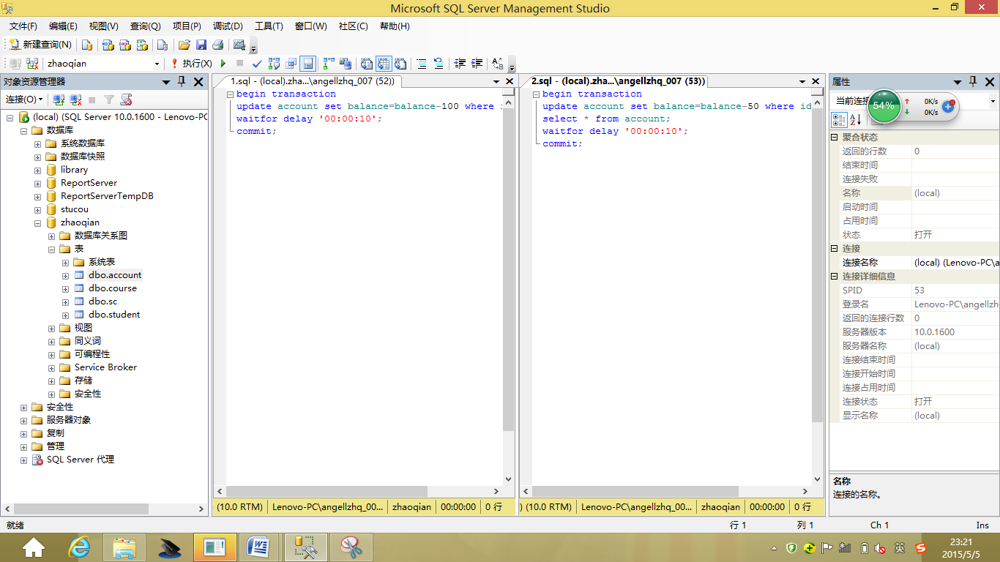 Microsoft SQL Server Management Studio
文件(F) 编辑(E) 视图(V) 查询(Q) 项目(P) 调试(D) 工具(T) 窗口(W) 社区(C) 帮助(H)
新建查询(N)
zhaoqian 执行(X)
对象资源管理器
连接(O)
(local) (SQL Server 10.0.1600 - Lenovo-PC
数据库
系统数据库
数据库快照
library
ReportServer
ReportServerTempDB
stucou
zhaoqian
数据库关系图
表
系统表
dbo.account
dbo.course
dbo.sc
dbo.student
视图
同义词
可编程性
Service Broker
存储
安全性
安全性
服务器对象
复制
管理
SQL Server 代理
1.sql - (local).zha...\angellzhq_007 (52))
begin transaction
update account set balance=balance-100 where i
waitfor delay '00:00:10';
commit;
(10.0 RTM) Lenovo-PC\angellzhq_00... zhaoqian 00:00:00 0 行
2.sql - (local).zha...\angellzhq_007 (53))
begin transaction
update account set balance=balance-50 where id
select * from account;
waitfor delay '00:00:10';
commit;
) (10.0 RTM) Lenovo-PC\angellzhq_00... zhaoqian 00:00:00 0 行
属性
当前连接
54% 0K/s
0K/s
聚合状态
返回的行数 0
结束时间
连接失败
名称 (local)
启动时间
占用时间
状态 打开
连接
连接名称 (local) (Lenovo-PC\a
连接详细信息
SPID 53
登录名 Lenovo-PC\angellzh
返回的连接行数 0
服务器版本 10.0.1600
服务器名称 (local)
连接结束时间
连接开始时间
连接占用时间
连接状态 打开
显示名称 (local)
名称
连接的名称。
就绪 行 1 列 1 Ch 1 Ins
英 23:21
2015/5/5